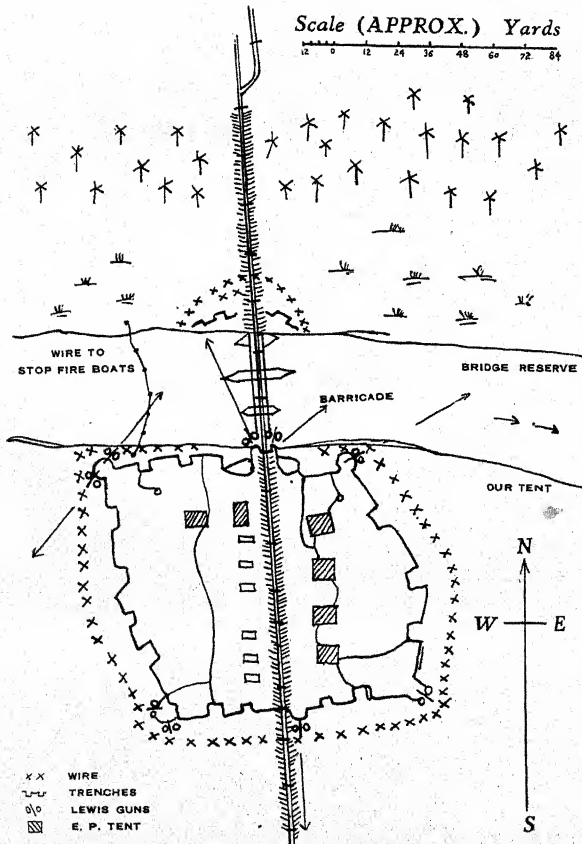 Scale (APPROX.) Yards
12 0 12 24 36 48 60 72 84
WIRE TO
STOP FIRE BOATS
BRIDGE RESERVE
BARRICADE
OUR TENT
N
W E
S
x x WIRE
TRENCHES
LEWIS GUNS
E. P. TENT